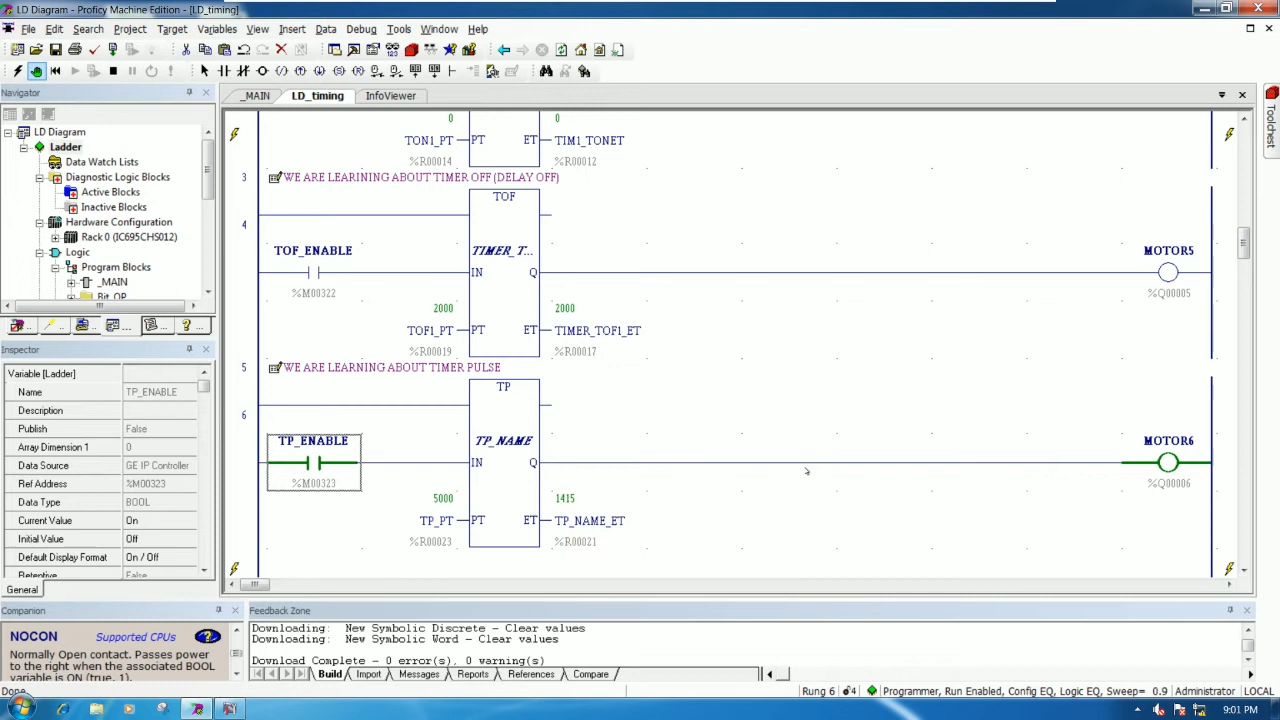 LD Diagram - Proficy Machine Edition - [LD_timing]
File Edit Search Project Target Variables View Insert Data Debug Tools Window Help
Navigator
_MAIN LD_timing InfoViewer
Toolchest
LD Diagram
Ladder
Data Watch Lists
Diagnostic Logic Blocks
Active Blocks
Inactive Blocks
Hardware Configuration
Rack 0 (IC695CHS012)
Logic
Program Blocks
_MAIN
Bit_OP
0 0
TON1_PT PT ET TIM1_TONET
%R00014 %R00012
3 WE ARE LEARINING ABOUT TIMER OFF (DELAY OFF)
TOF
4
TOF_ENABLE TIMER_T... MOTOR5
IN Q
%M00322 %Q00005
2000 2000
TOF1_PT PT ET TIMER_TOF1_ET
%R00019 %R00017
5 WE ARE LEARNING ABOUT TIMER PULSE
TP
6
TP_ENABLE TP_NAME MOTOR6
IN Q
%M00323 %Q00006
5000 1415
TP_PT PT ET TP_NAME_ET
%R00023 %R00021
Inspector
Variable [Ladder]
Name TP_ENABLE
Description
Publish False
Array Dimension 1 0
Data Source GE IP Controller
Ref Address %M00323
Data Type BOOL
Current Value On
Initial Value Off
Default Display Format On / Off
Retentive False
General
Companion
NOCON Supported CPUs
Normally Open contact. Passes power
to the right when the associated BOOL
variable is ON (true, 1).
Feedback Zone
Downloading: New Symbolic Discrete - Clear values
Downloading: New Symbolic Word - Clear values
Download Complete - 0 error(s), 0 warning(s)
Build Import Messages Reports References Compare
Done Rung 6 4 Programmer, Run Enabled, Config EQ, Logic EQ, Sweep= 0.9 Administrator LOCAL
9:01 PM